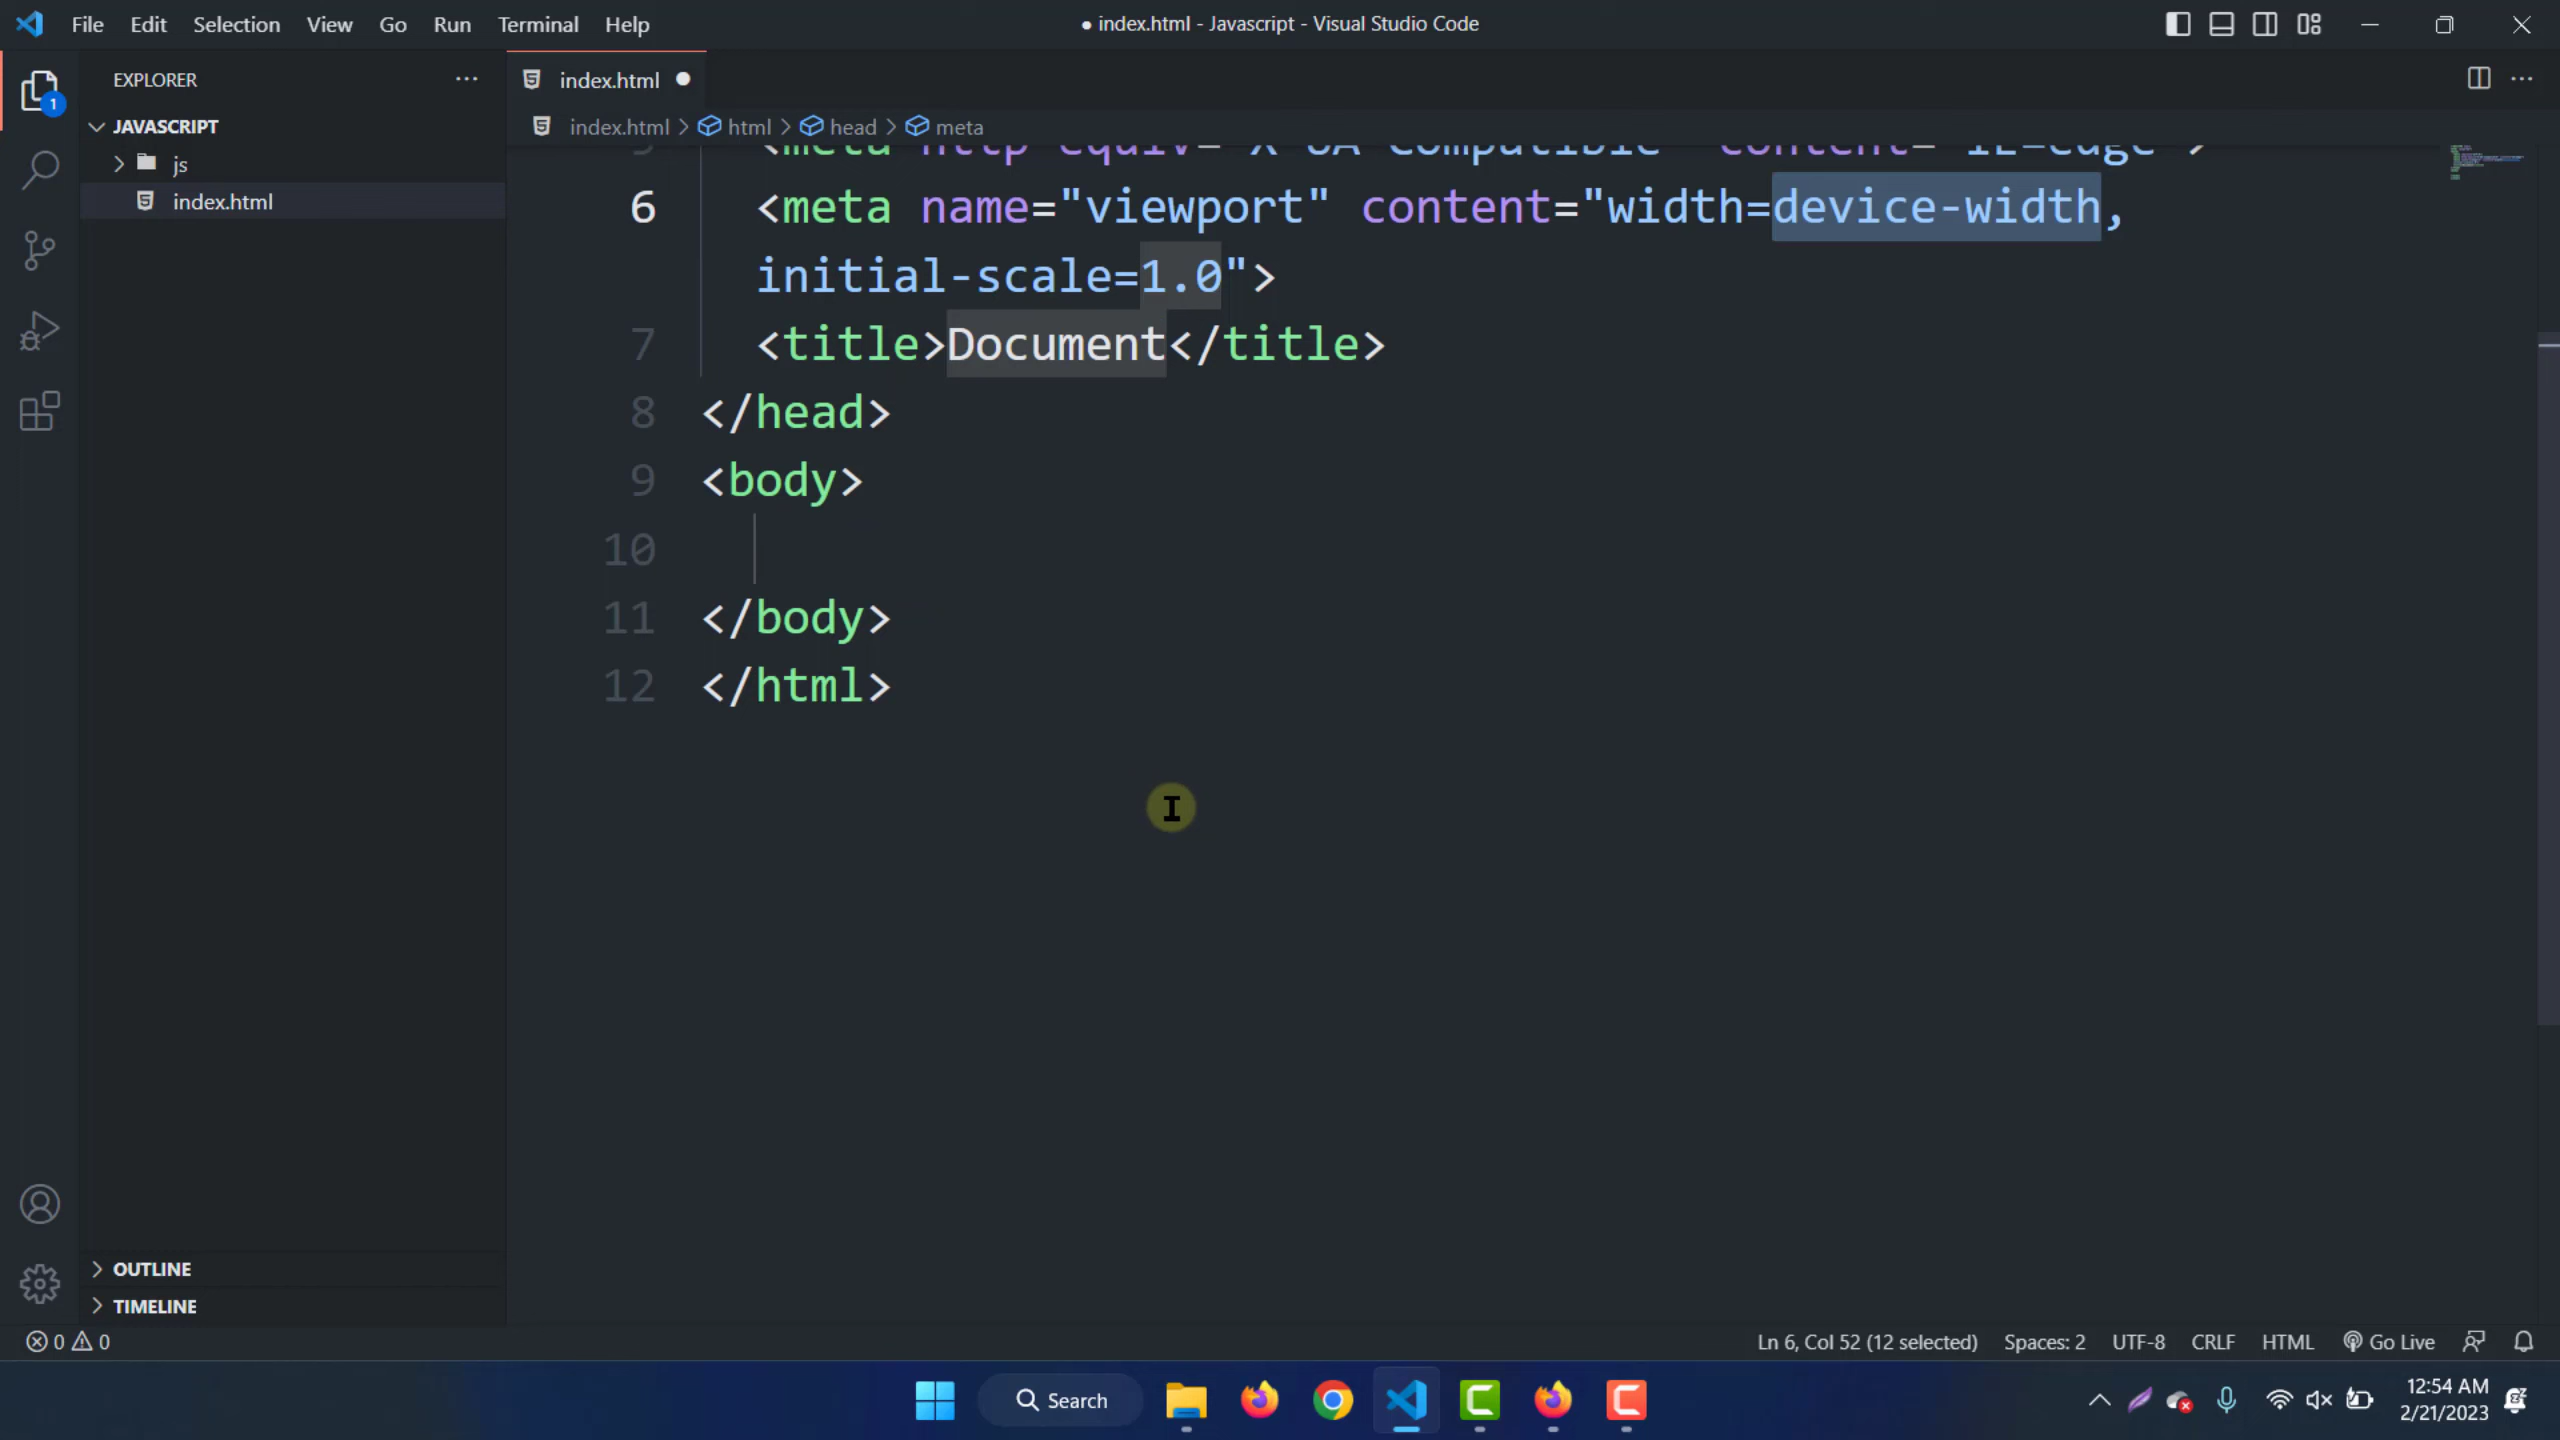 File Edit Selection View Go Run Terminal Help
● index.html - Javascript - Visual Studio Code
EXPLORER
1
JAVASCRIPT
js
index.html
index.html
index.html > html > head > meta
6 <meta name="viewport" content="width=device-width,
initial-scale=1.0">
7 <title>Document</title>
8 </head>
9 <body>
10
11 </body>
12 </html>
OUTLINE
TIMELINE
0 0
Ln 6, Col 52 (12 selected) Spaces: 2 UTF-8 CRLF HTML Go Live
Search
12:54 AM
2/21/2023